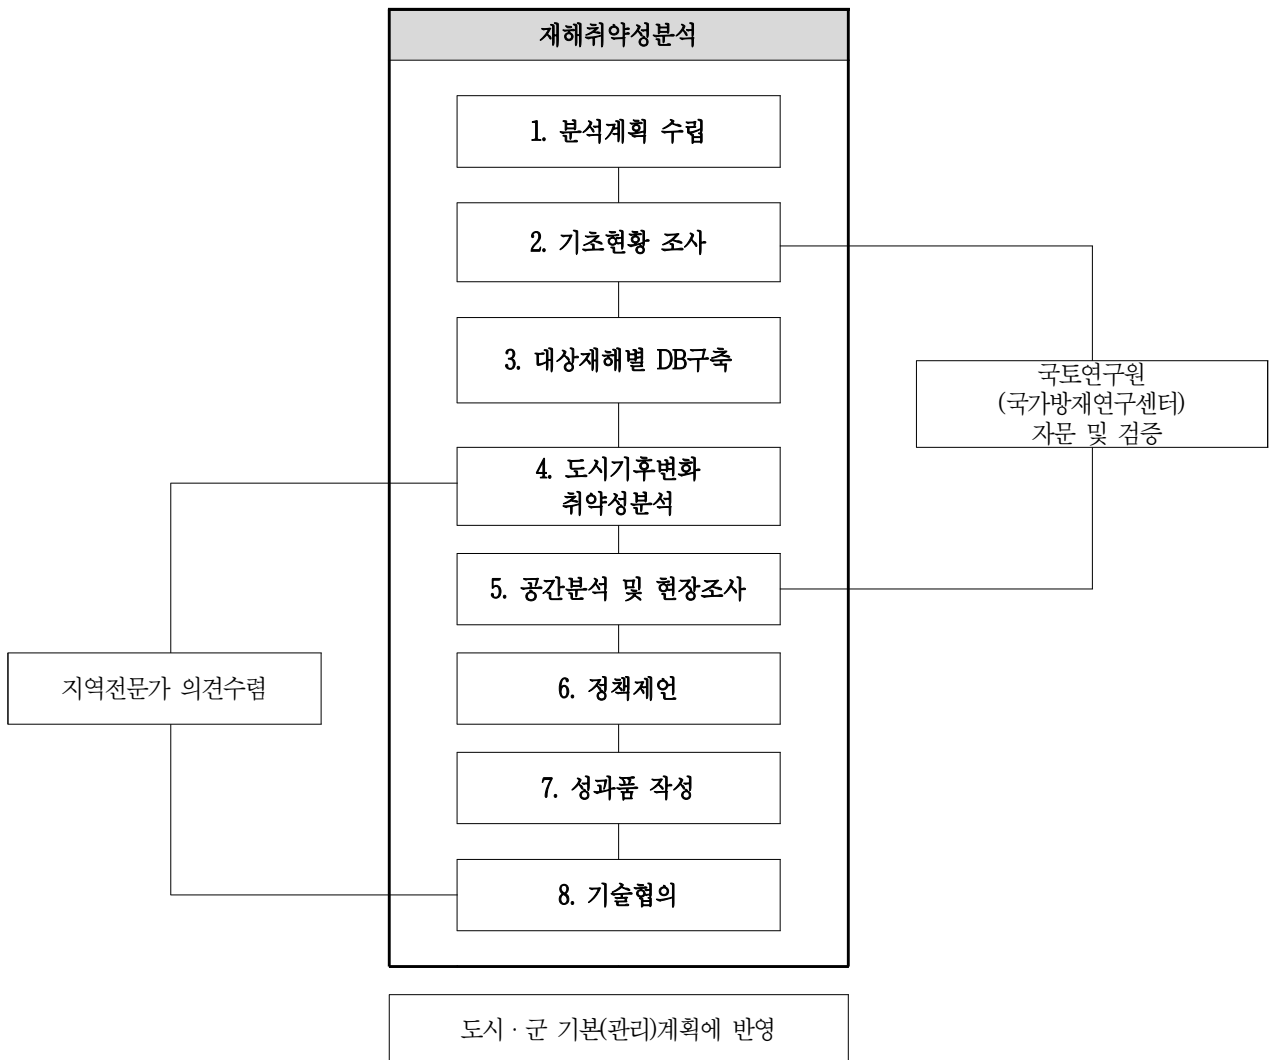 재해취약성분석
1. 분석계획 수립
2. 기초현황 조사
3. 대상재해별 DB구축
국토연구원
(국가방재연구센터)
자문 및 검증
4. 도시기후변화
취약성분석
5. 공간분석 및 현장조사
지역전문가 의견수렴
6. 정책제언
7. 성과품 작성
8. 기술협의
도시 · 군 기본(관리)계획에 반영